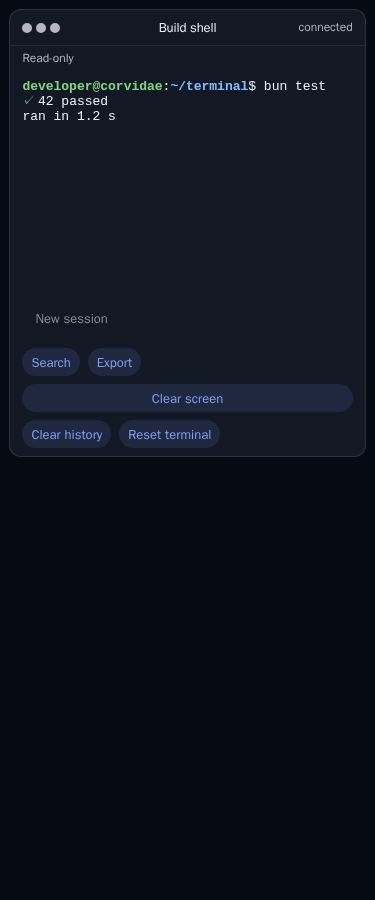 Build shell
connected
Read-only
developer@corvidae:~/terminal$ bun test
✓ 42 passed
ran in 1.2 s
New session
Search
Export
Clear screen
Clear history
Reset terminal